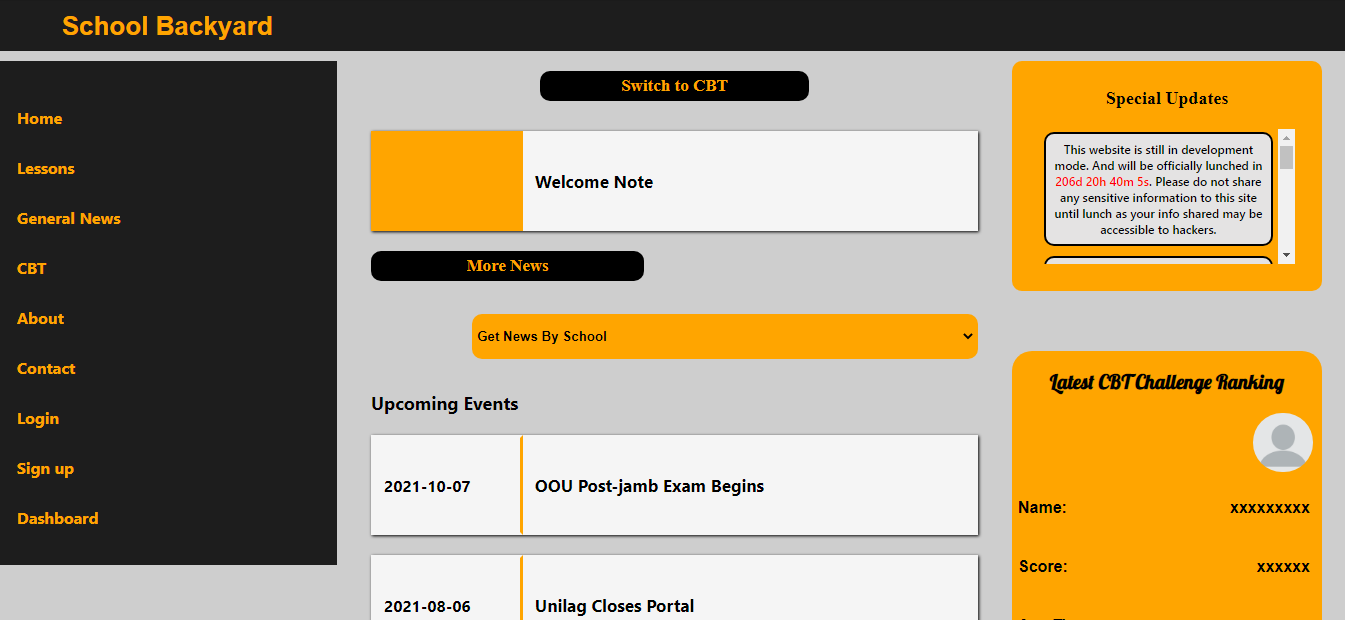 School Backyard
Home
Lessons
General News
CBT
About
Contact
Login
Sign up
Dashboard
Switch to CBT
Welcome Note
More News
Get News By School
Upcoming Events
2021-10-07
OOU Post-jamb Exam Begins
2021-08-06
Unilag Closes Portal
Special Updates
This website is still in development
mode. And will be officially lunched in
206d 20h 40m 5s. Please do not share
any sensitive information to this site
until lunch as your info shared may be
accessible to hackers.
Latest CBT Challenge Ranking
Name:
xxxxxxxxx
Score:
xxxxxx